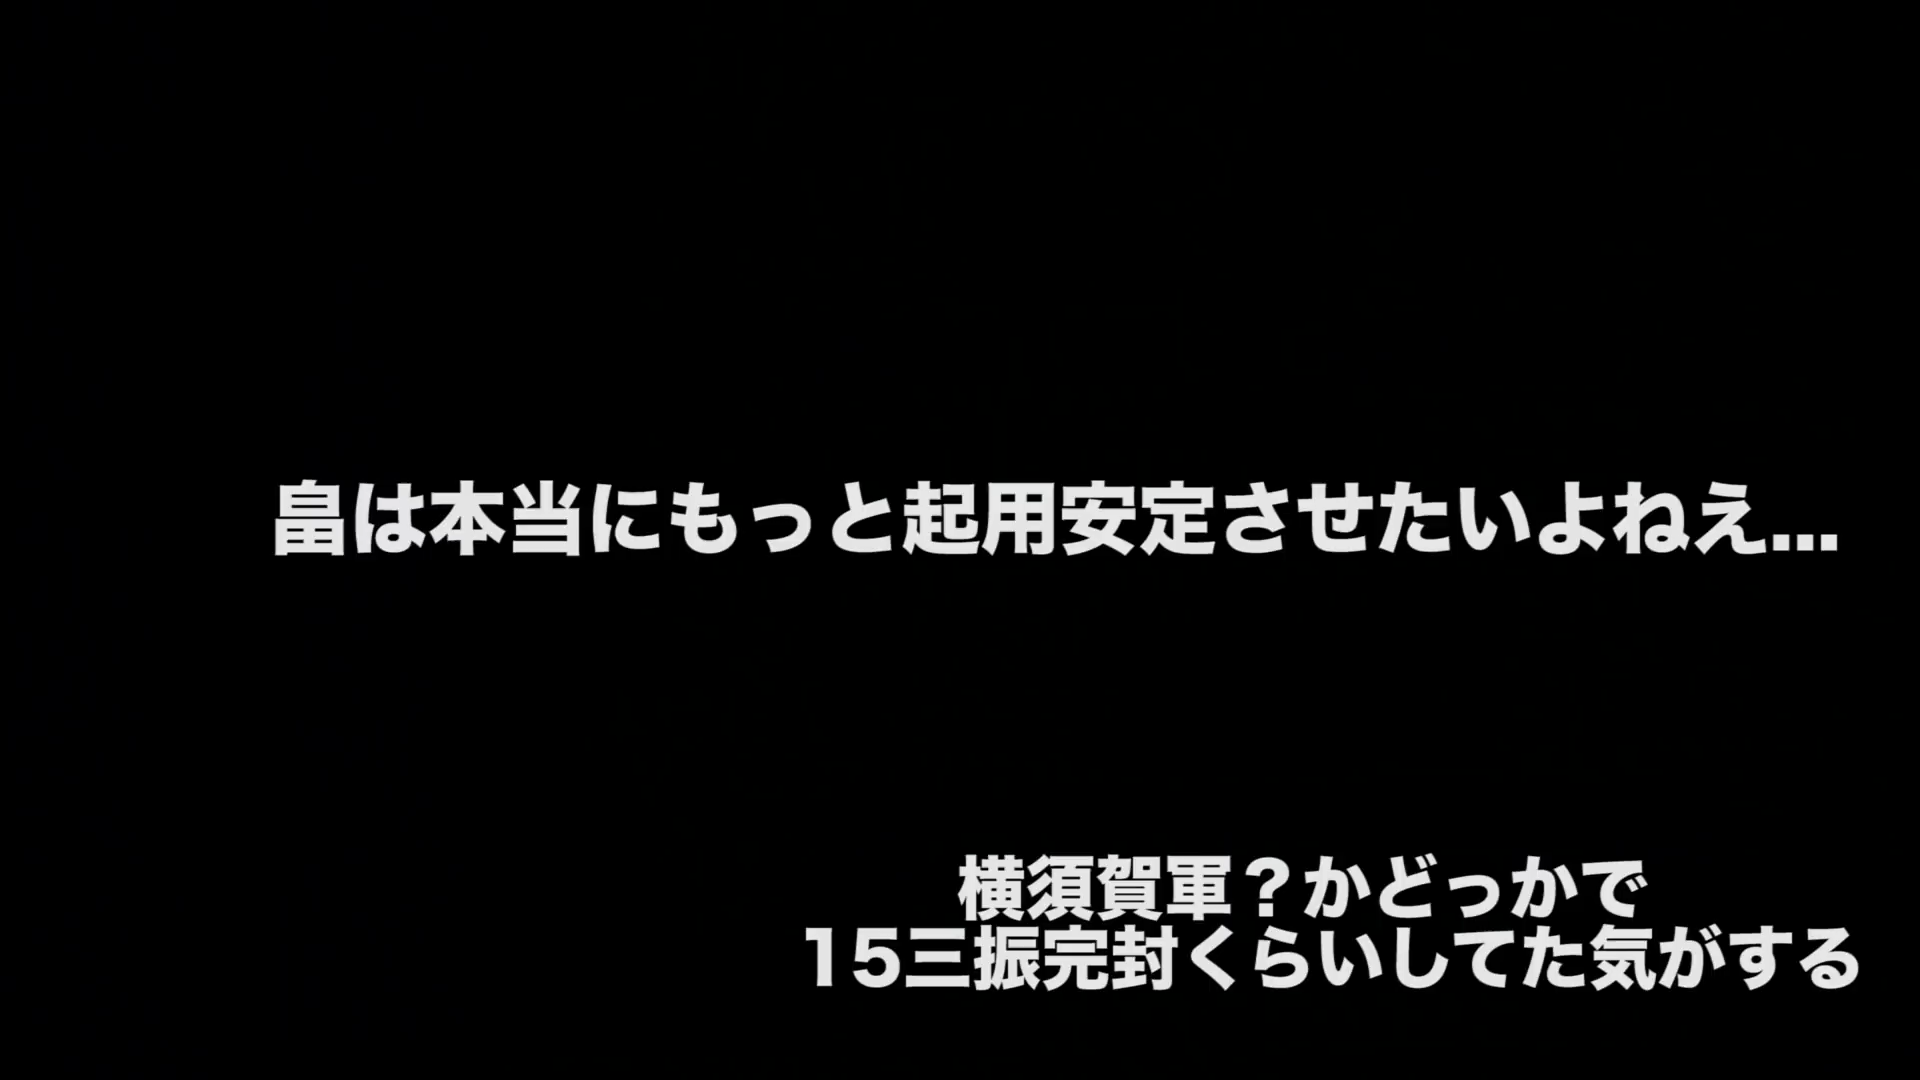 畠は本当にもっと起用安定させたいよねえ...
横須賀軍？かどっかで
15三振完封くらいしてた気がする